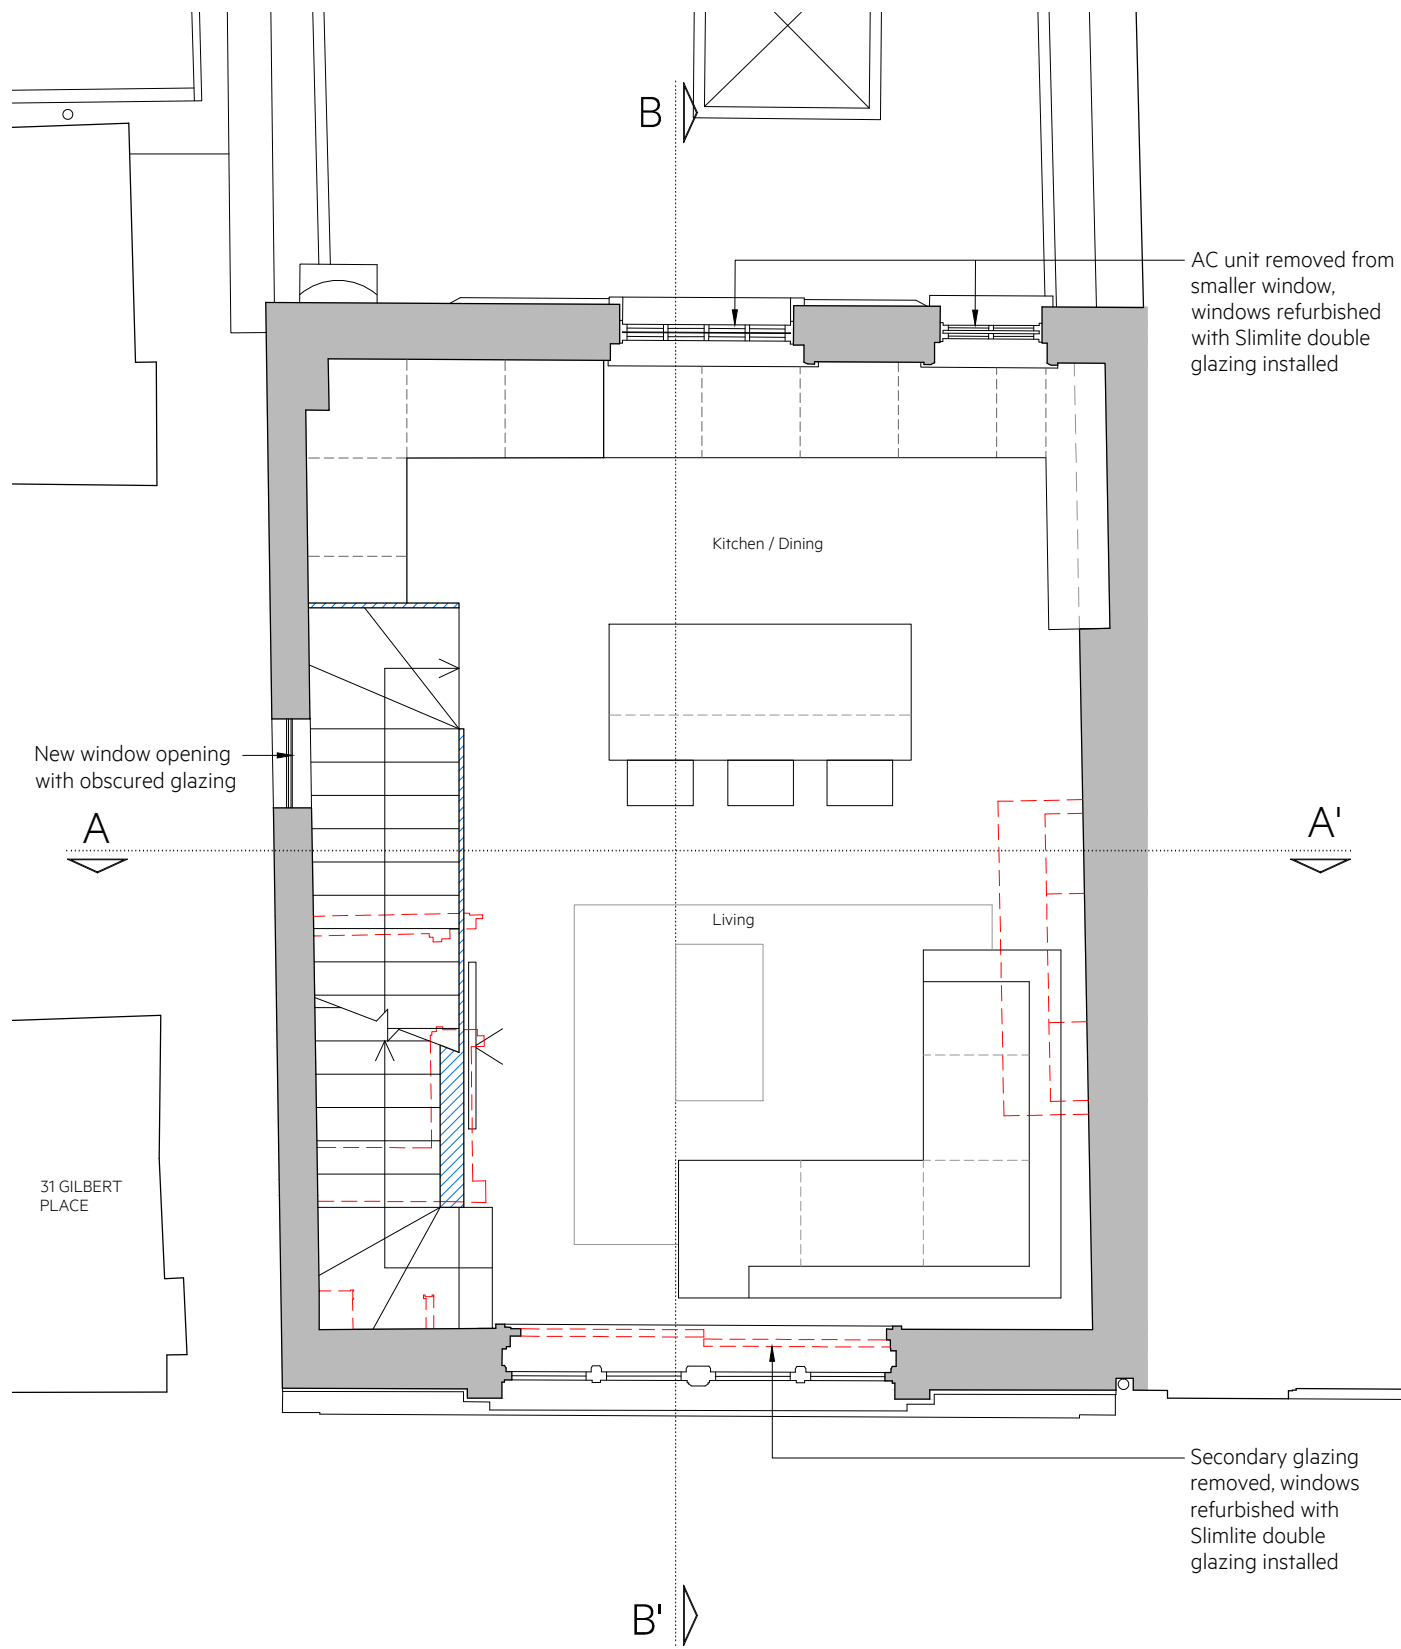 B
AC unit removed from
smaller window,
windows refurbished
with Slimlite double
glazing installed
Kitchen / Dining
New window opening
with obscured glazing
A
A'
Living
31 GILBERT
PLACE
Secondary glazing
removed, windows
refurbished with
Slimlite double
glazing installed
B'